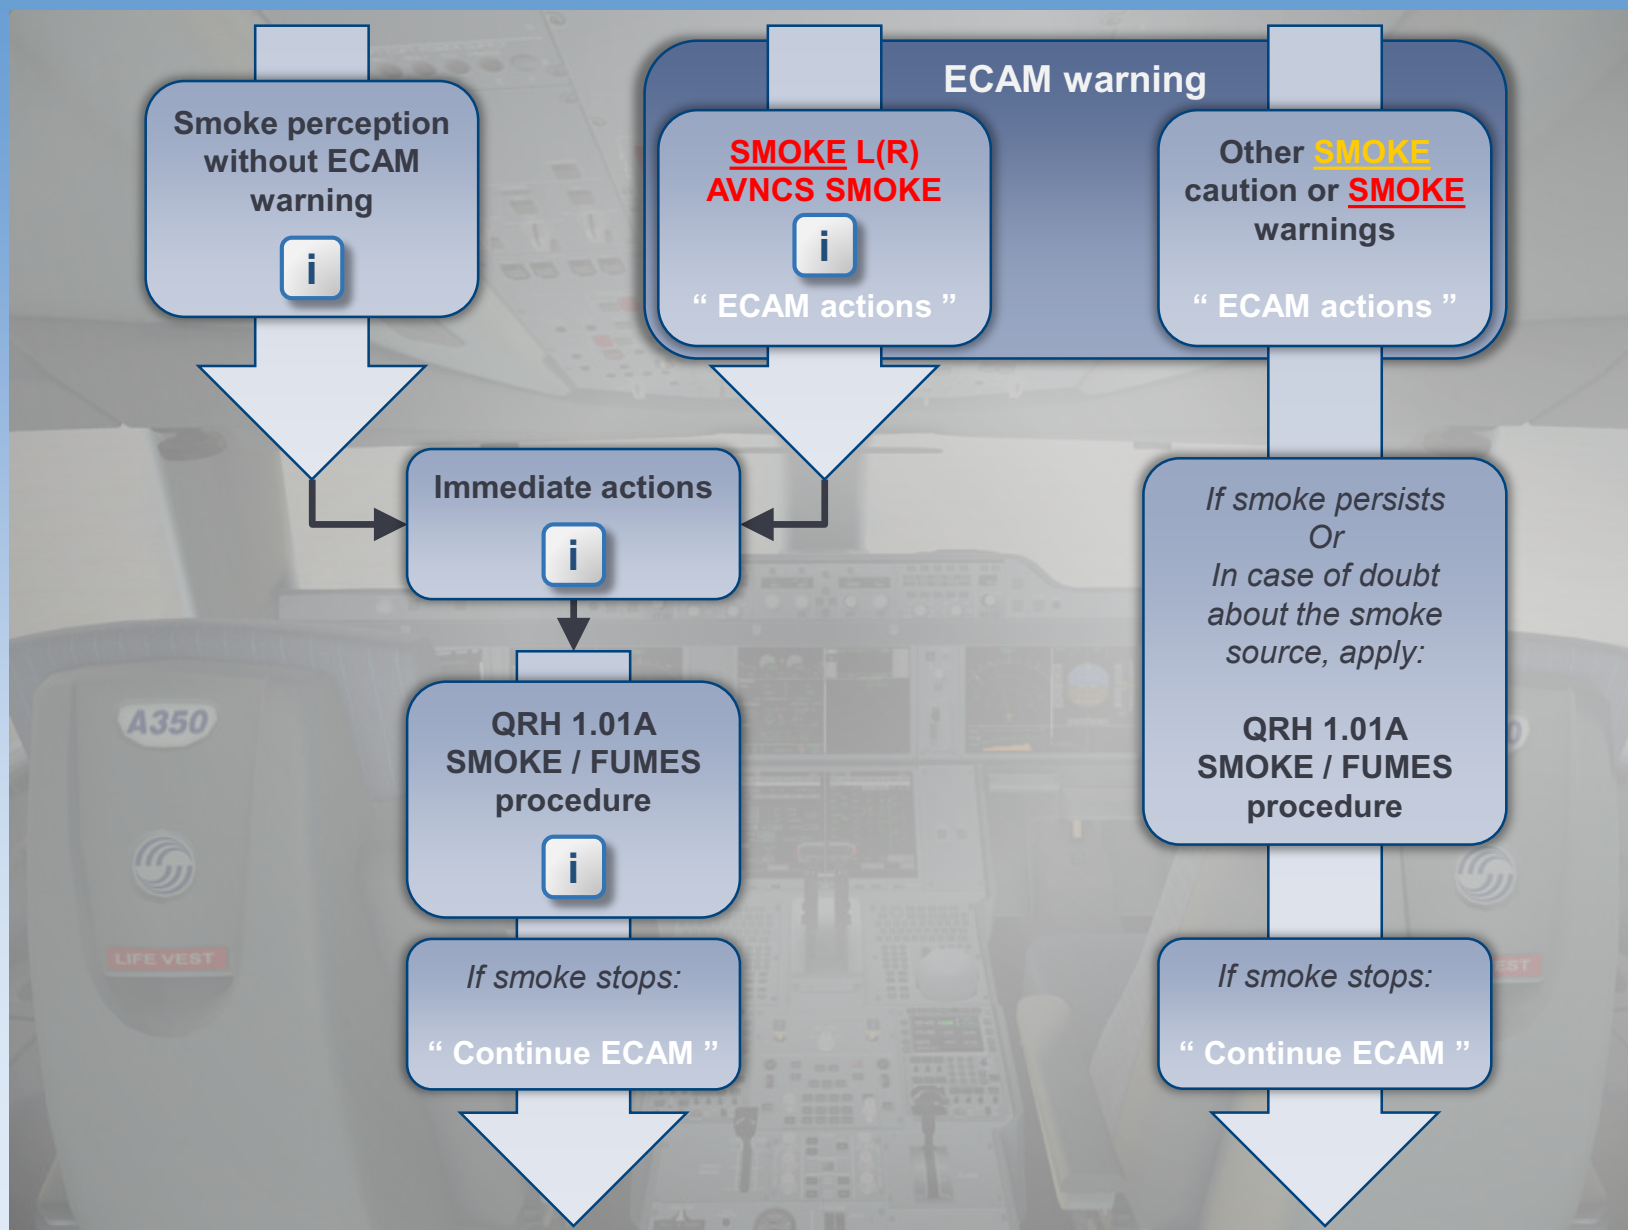 ECAM warning
Smoke perception
without ECAM
warning
i
SMOKE L(R)
AVNCS SMOKE
i
“ ECAM actions ”
Other SMOKE
caution or SMOKE
warnings
“ ECAM actions ”
Immediate actions
i
If smoke persists
Or
In case of doubt
about the smoke
source, apply:
QRH 1.01A
SMOKE / FUMES
procedure
QRH 1.01A
SMOKE / FUMES
procedure
i
If smoke stops:
“ Continue ECAM ”
If smoke stops:
“ Continue ECAM ”
A350
LIFE VEST